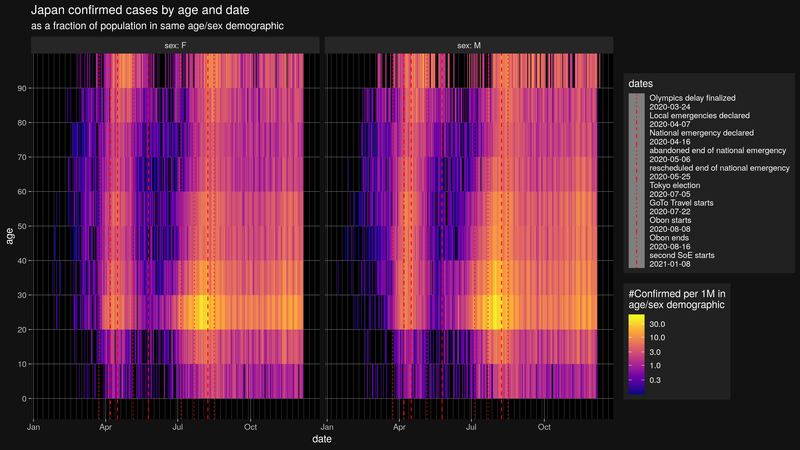 Japan confirmed cases by age and date
as a fraction of population in same age/sex demographic
sex: F
sex: M
age
90
80
70
60
50
40
30
20
10
0
Jan
Apr
Jul
Oct
Jan
Apr
Jul
Oct
date
dates
Olympics delay finalized
2020-03-24
Local emergencies declared
2020-04-07
National emergency declared
2020-04-16
abandoned end of national emergency
2020-05-06
rescheduled end of national emergency
2020-05-25
Tokyo election
2020-07-05
GoTo Travel starts
2020-07-22
Obon starts
2020-08-08
Obon ends
2020-08-16
second SoE starts
2021-01-08
#Confirmed per 1M in
age/sex demographic
30.0
10.0
3.0
1.0
0.3